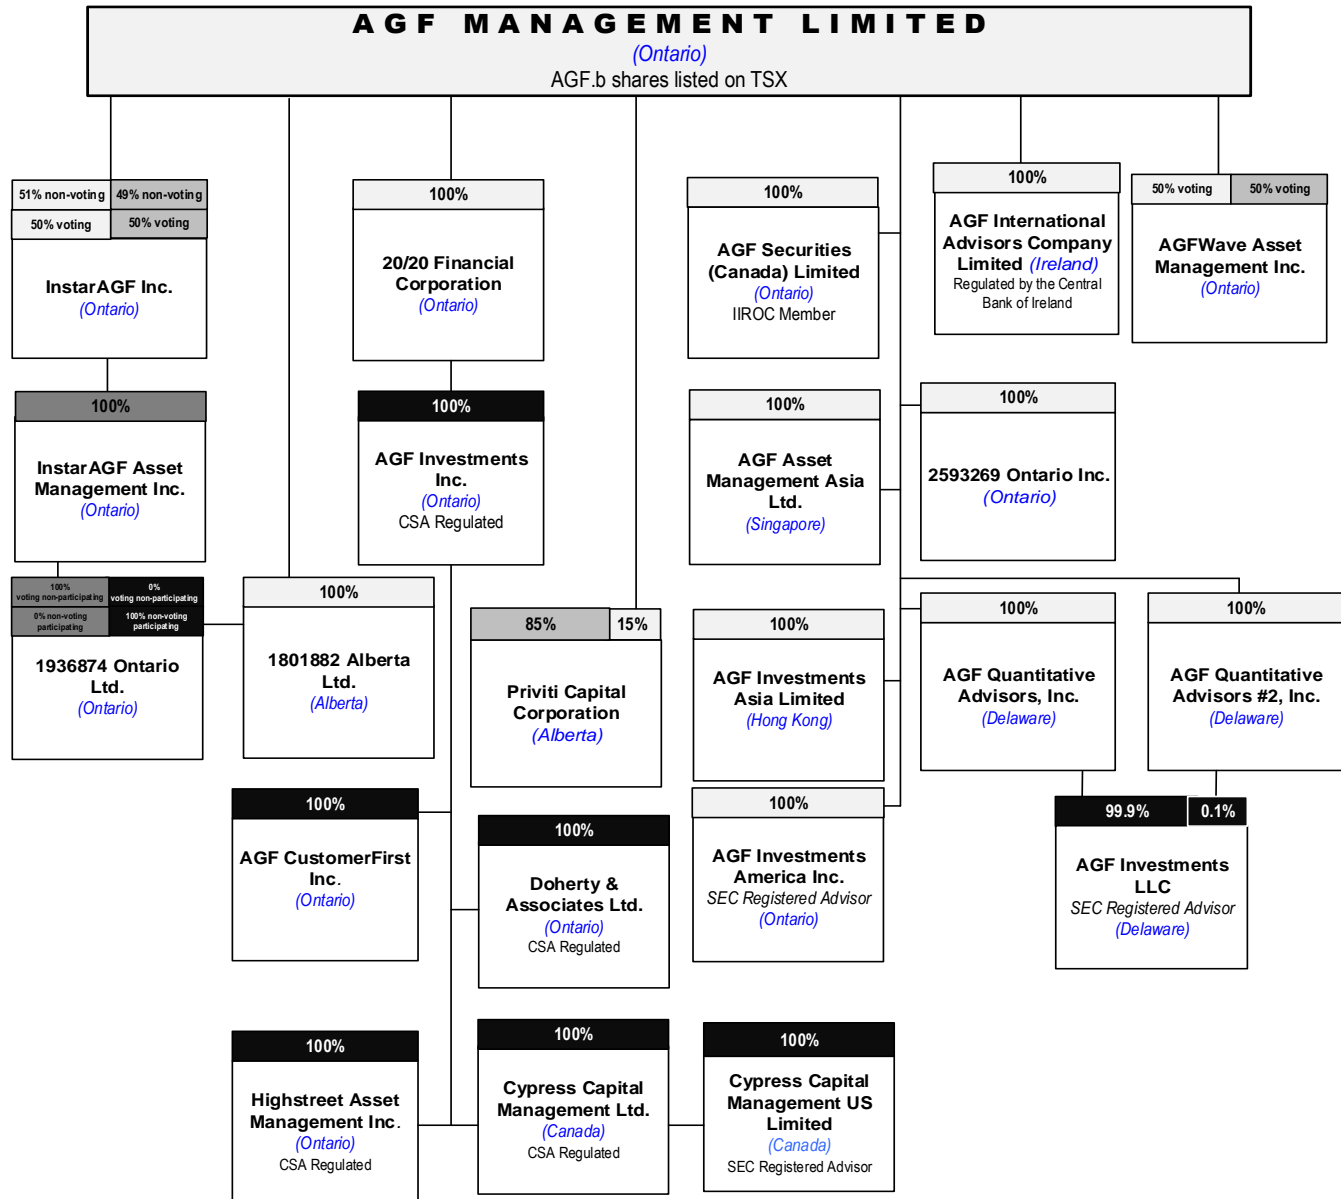 AGF MANAGEMENT LIMITED
(Ontario)
AGF.b shares listed on TSX
51% non-voting
49% non-voting
50% voting
50% voting
InstarAGF Inc.
(Ontario)
100%
20/20 Financial
Corporation
(Ontario)
100%
AGF Securities
(Canada) Limited
(Ontario)
IIROC Member
100%
AGF International
Advisors Company
Limited (Ireland)
Regulated by the Central
Bank of Ireland
50% voting
50% voting
AGFWave Asset
Management Inc.
(Ontario)
100%
InstarAGF Asset
Management Inc.
(Ontario)
100%
AGF Investments
Inc.
(Ontario)
CSA Regulated
100%
AGF Asset
Management Asia
Ltd.
(Singapore)
100%
2593269 Ontario Inc.
(Ontario)
100%
voting non-participating
0%
voting non-participating
0% non-voting
participating
100% non-voting
participating
1936874 Ontario
Ltd.
(Ontario)
100%
1801882 Alberta
Ltd.
(Alberta)
85%
15%
Priviti Capital
Corporation
(Alberta)
100%
AGF Investments
Asia Limited
(Hong Kong)
100%
AGF Quantitative
Advisors, Inc.
(Delaware)
100%
AGF Quantitative
Advisors #2, Inc.
(Delaware)
100%
AGF CustomerFirst
Inc.
(Ontario)
100%
Doherty &
Associates Ltd.
(Ontario)
CSA Regulated
100%
AGF Investments
America Inc.
SEC Registered Advisor
(Ontario)
99.9%
0.1%
AGF Investments
LLC
SEC Registered Advisor
(Delaware)
100%
Highstreet Asset
Management Inc.
(Ontario)
CSA Regulated
100%
Cypress Capital
Management Ltd.
(Canada)
CSA Regulated
100%
Cypress Capital
Management US
Limited
(Canada)
SEC Registered Advisor